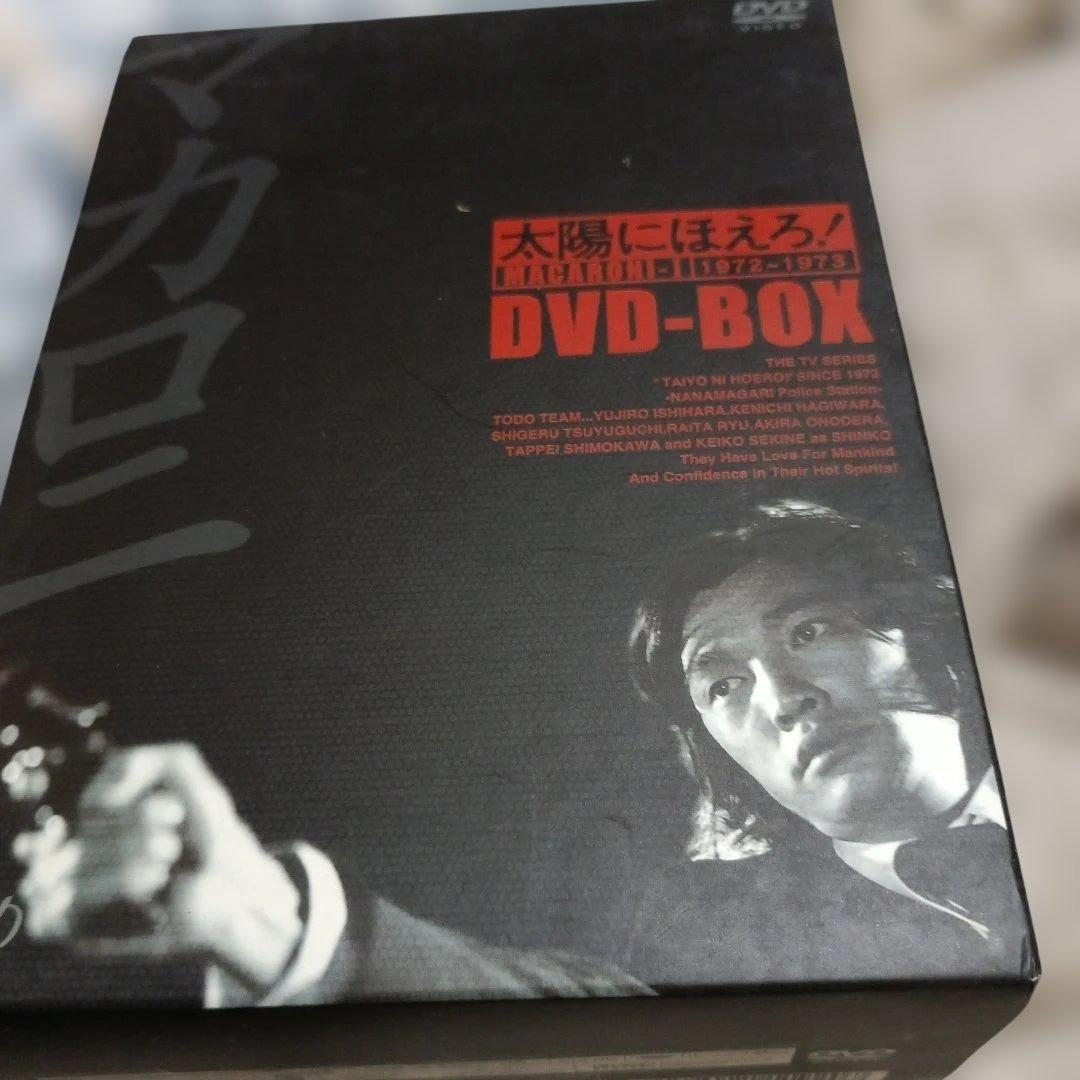 DVD
VIDEO
マカロニ
太陽にほえろ!
MACARONI-I 1972-1973
DVD-BOX
THE TV SERIES
"TAIYO NI HOERO!" SINCE 1972
-NANAMAGARI Police Station-
TODO TEAM...YUJIRO ISHIHARA,KENICHI HAGIWARA,
SHIGERU TSUYUGUCHI,RAITA RYU,AKIRA ONODERA,
TAPPEI SHIMOKAWA and KEIKO SEKINE as SHINKO
They Have Love For Mankind
And Confidence In Their Hot Spirits!